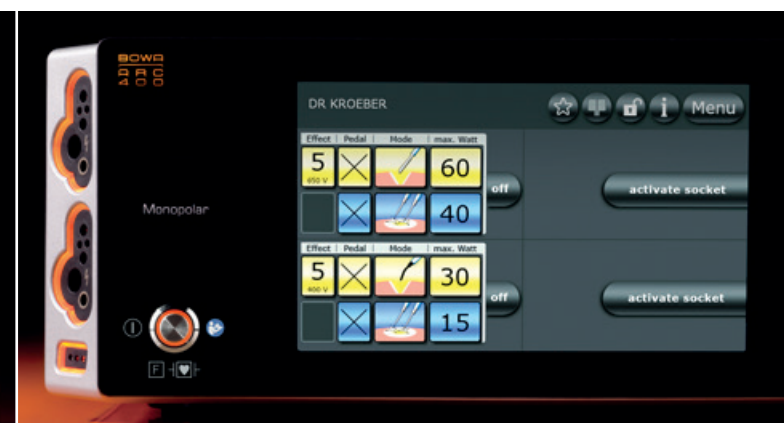 BOWA
ARC
400
Monopolar
F
DR KROEBER
i Menu
Effect Pedal Mode max. Watt
5 60
650 V
off
40
activate socket
Effect Pedal Mode max. Watt
5 30
400 V
off
15
activate socket